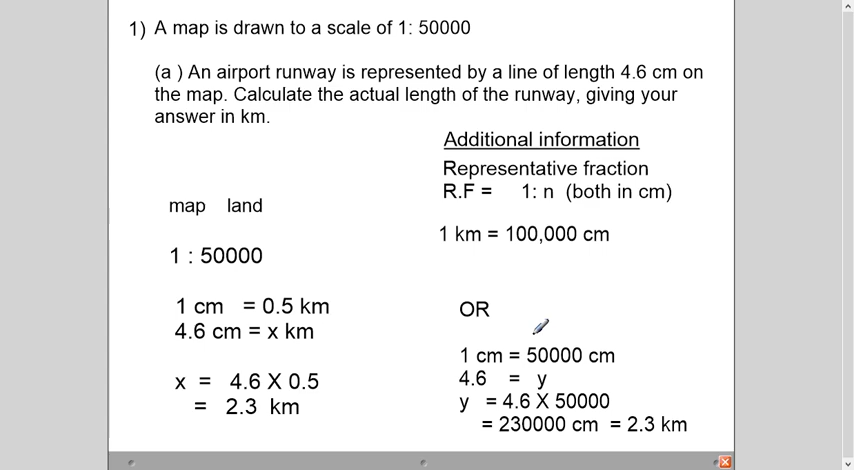 1) A map is drawn to a scale of 1: 50000
(a ) An airport runway is represented by a line of length 4.6 cm on
the map. Calculate the actual length of the runway, giving your
answer in km.
Additional information
Representative fraction
R.F = 1: n (both in cm)
1 km = 100,000 cm
map land
1 : 50000
1 cm = 0.5 km
4.6 cm = x km
x = 4.6 X 0.5
= 2.3 km
OR
1 cm = 50000 cm
4.6 = y
y = 4.6 X 50000
= 230000 cm = 2.3 km